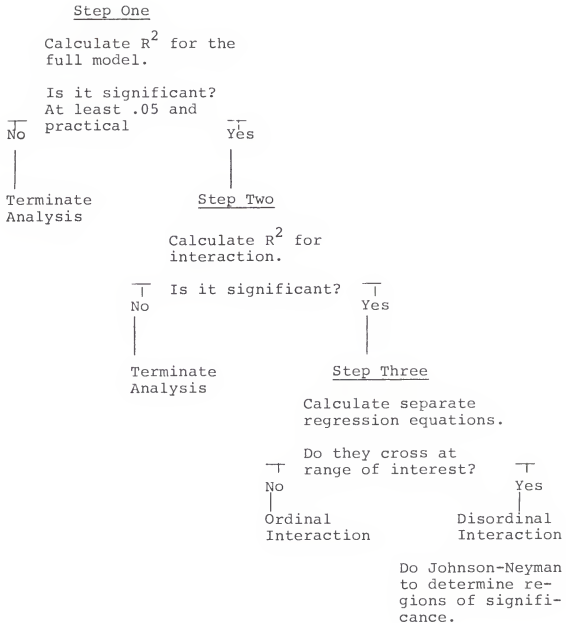 Step One
Calculate R² for the
full model.
Is it significant?
At least .05 and
practical
No Yes
Terminate
Analysis
Step Two
Calculate R² for
interaction.
Is it significant?
No Yes
Terminate
Analysis
Step Three
Calculate separate
regression equations.
Do they cross at
range of interest?
No Yes
Ordinal
Interaction
Disordinal
Interaction
Do Johnson-Neyman
to determine re-
gions of signifi-
cance.